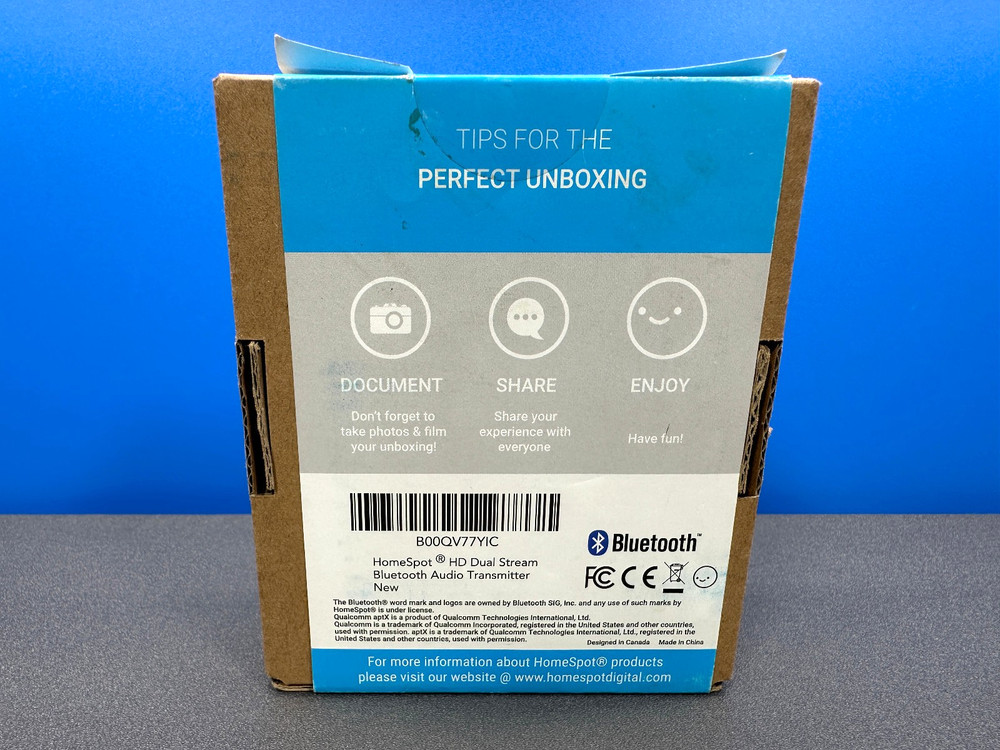 TIPS FOR THE
PERFECT UNBOXING
DOCUMENT
Don't forget to
take photos & film
your unboxing!
SHARE
Share your
experience with
everyone
ENJOY
Have fun!
B00QV77YIC
HomeSpot ® HD Dual Stream
Bluetooth Audio Transmitter
New
Bluetooth™
FC CE
The Bluetooth® word mark and logos are owned by Bluetooth SIG, Inc. and any use of such marks by
HomeSpot® is under license.
Qualcomm aptX is a product of Qualcomm Technologies International, Ltd.
Qualcomm is a trademark of Qualcomm Incorporated, registered in the United States and other countries,
used with permission. aptX is a trademark of Qualcomm Technologies International, Ltd., registered in the
United States and other countries, used with permission.
Designed in Canada Made in China
For more information about HomeSpot® products
please visit our website @ www.homespotdigital.com